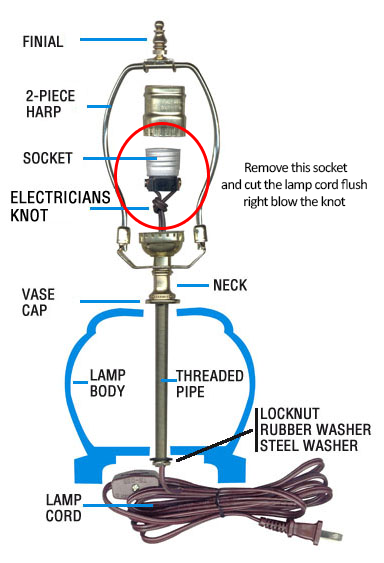 FINIAL
2-PIECE
HARP
SOCKET
Remove this socket
and cut the lamp cord flush
right blow the knot
ELECTRICIANS
KNOT
NECK
VASE
CAP
LAMP
BODY
THREADED
PIPE
LOCKNUT
RUBBER WASHER
STEEL WASHER
LAMP
CORD